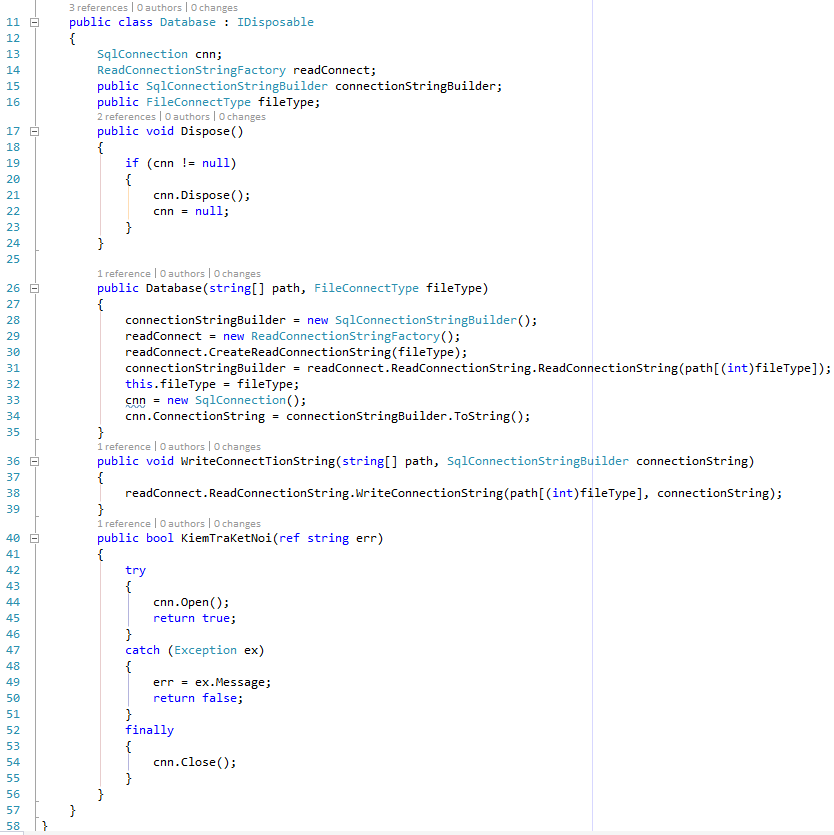 3 references | 0 authors | 0 changes
11 public class Database : IDisposable
12 {
13 SqlConnection cnn;
14 ReadConnectionStringFactory readConnect;
15 public SqlConnectionStringBuilder connectionStringBuilder;
16 public FileConnectType fileType;
2 references | 0 authors | 0 changes
17 public void Dispose()
18 {
19 if (cnn != null)
20 {
21 cnn.Dispose();
22 cnn = null;
23 }
24 }
25
1 reference | 0 authors | 0 changes
26 public Database(string[] path, FileConnectType fileType)
27 {
28 connectionStringBuilder = new SqlConnectionStringBuilder();
29 readConnect = new ReadConnectionStringFactory();
30 readConnect.CreateReadConnectionString(fileType);
31 connectionStringBuilder = readConnect.ReadConnectionString.ReadConnectionString(path[(int)fileType]);
32 this.fileType = fileType;
33 cnn = new SqlConnection();
34 cnn.ConnectionString = connectionStringBuilder.ToString();
35 }
1 reference | 0 authors | 0 changes
36 public void WriteConnectTionString(string[] path, SqlConnectionStringBuilder connectionString)
37 {
38 readConnect.ReadConnectionString.WriteConnectionString(path[(int)fileType], connectionString);
39 }
1 reference | 0 authors | 0 changes
40 public bool KiemTraKetNoi(ref string err)
41 {
42 try
43 {
44 cnn.Open();
45 return true;
46 }
47 catch (Exception ex)
48 {
49 err = ex.Message;
50 return false;
51 }
52 finally
53 {
54 cnn.Close();
55 }
56 }
57 }
58 }